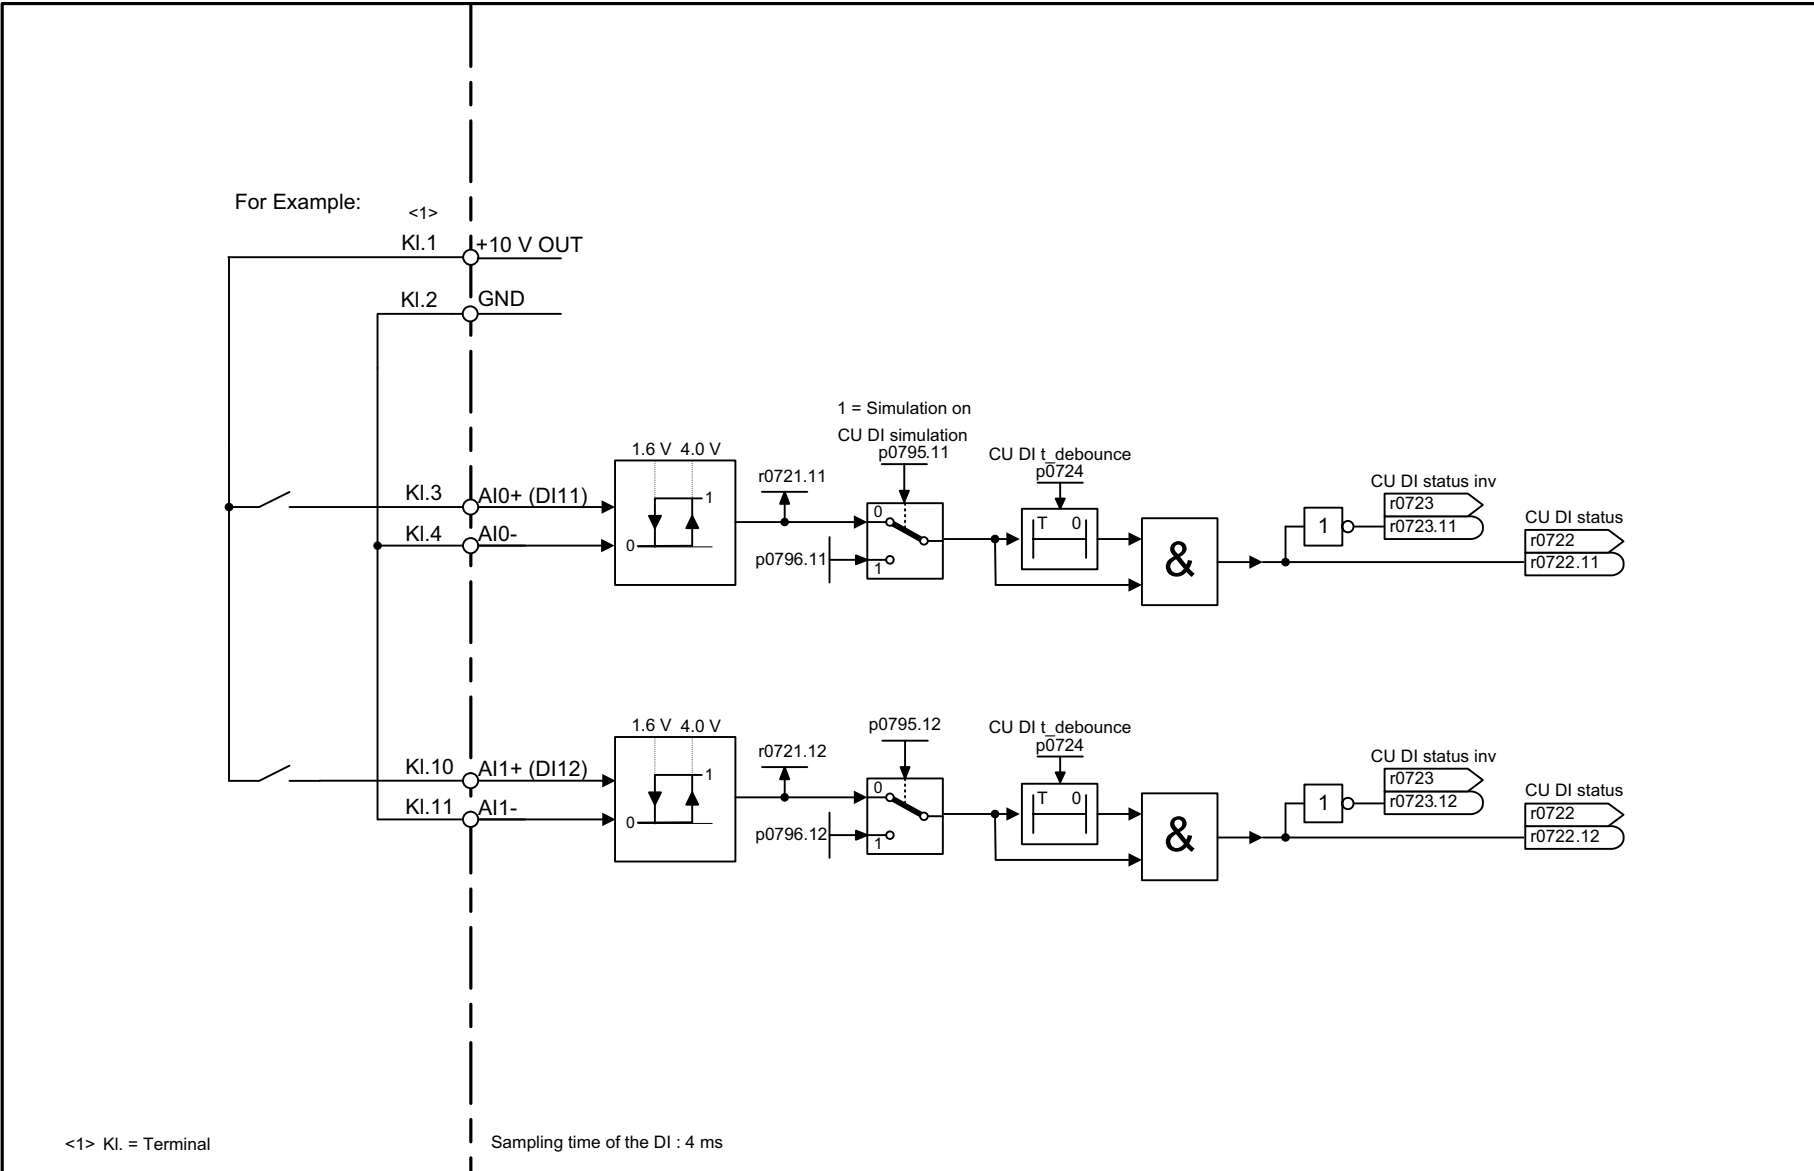 For Example:
<1>
Kl.1
+10 V OUT
Kl.2
GND
1 = Simulation on
CU DI simulation
p0795.11
1.6 V 4.0 V
CU DI t_debounce
p0724
r0721.11
CU DI status inv
r0723
r0723.11
CU DI status
r0722
r0722.11
Kl.3
AI0+ (DI11)
1
0
T 0
1
Kl.4
AI0-
0
p0796.11
1
&
1.6 V 4.0 V
p0795.12
CU DI t_debounce
p0724
r0721.12
CU DI status inv
r0723
r0723.12
CU DI status
r0722
r0722.12
Kl.10
AI1+ (DI12)
1
0
T 0
1
Kl.11
AI1-
0
p0796.12
1
&
<1> Kl. = Terminal
Sampling time of the DI : 4 ms